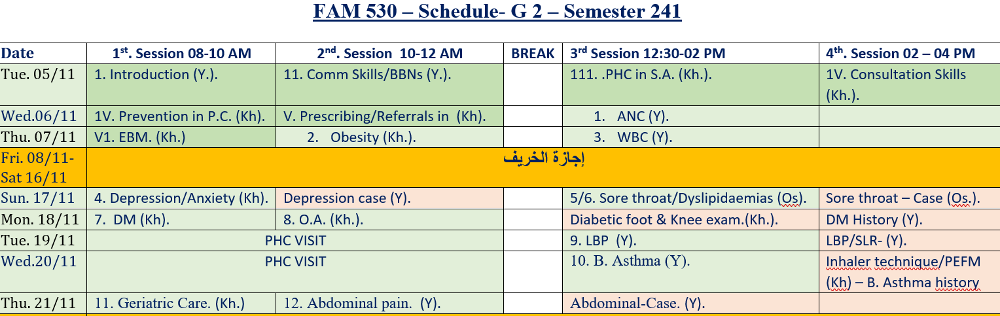 FAM 530 – Schedule- G 2 – Semester 241
Date 1st. Session 08-10 AM 2nd. Session 10-12 AM BREAK 3rd Session 12:30-02 PM 4th. Session 02 – 04 PM
Tue. 05/11 1. Introduction (Y.). 11. Comm Skills/BBNs (Y.). 111. .PHC in S.A. (Kh.). 1V. Consultation Skills
(Kh.).
Wed.06/11 1V. Prevention in P.C. (Kh). V. Prescribing/Referrals in (Kh). 1. ANC (Y).
Thu. 07/11 V1. EBM. (Kh.) 2. Obesity (Kh.). 3. WBC (Y).
Fri. 08/11- إجازة الخريف
Sat 16/11
Sun. 17/11 4. Depression/Anxiety (Kh). Depression case (Y). 5/6. Sore throat/Dyslipidaemias (Os). Sore throat – Case (Os.).
Mon. 18/11 7. DM (Kh). 8. O.A. (Kh.). Diabetic foot & Knee exam.(Kh.). DM History (Y).
Tue. 19/11 PHC VISIT 9. LBP (Y). LBP/SLR- (Y).
Wed.20/11 PHC VISIT 10. B. Asthma (Y). Inhaler technique/PEFM
(Kh) – B. Asthma history
Thu. 21/11 11. Geriatric Care. (Kh.) 12. Abdominal pain. (Y). Abdominal-Case. (Y).